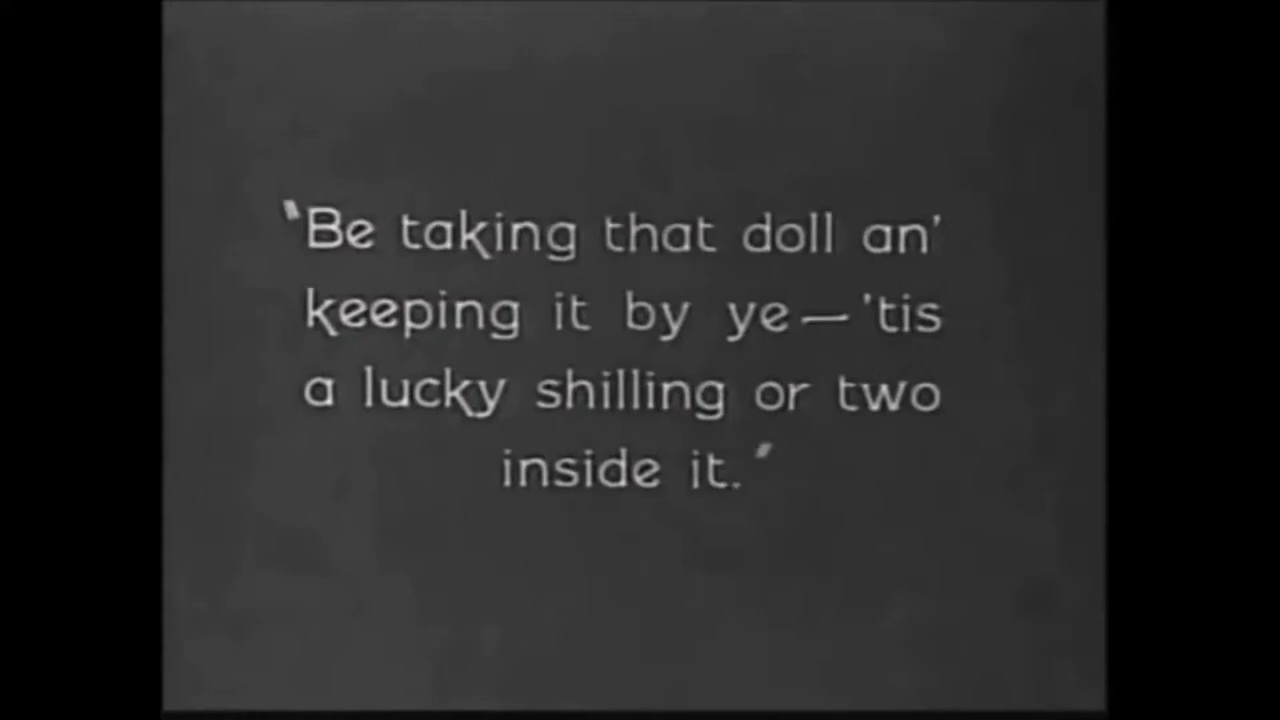 "Be taking that doll an'
keeping it by ye — 'tis
a lucky shilling or two
inside it."